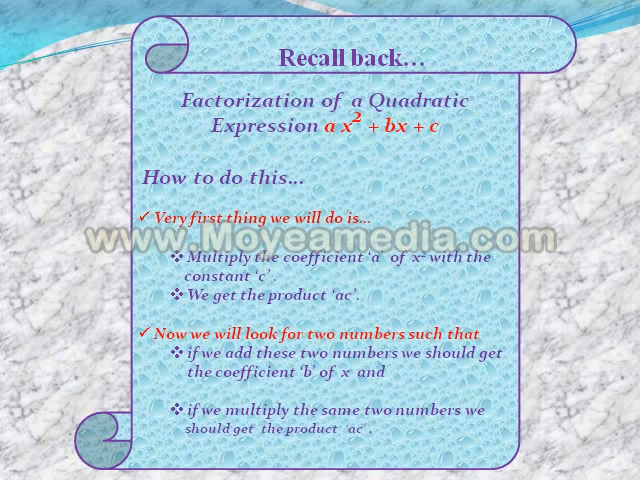 Recall back...
Factorization of a Quadratic
Expression a x² + bx + c
How to do this...
✓ Very first thing we will do is...
www.Moyeamedia.com
❖ Multiply the coefficient 'a' of x² with the
constant 'c'
❖ We get the product 'ac'.
✓ Now we will look for two numbers such that
❖ if we add these two numbers we should get
the coefficient 'b' of x and
❖ if we multiply the same two numbers we
should get the product 'ac' .